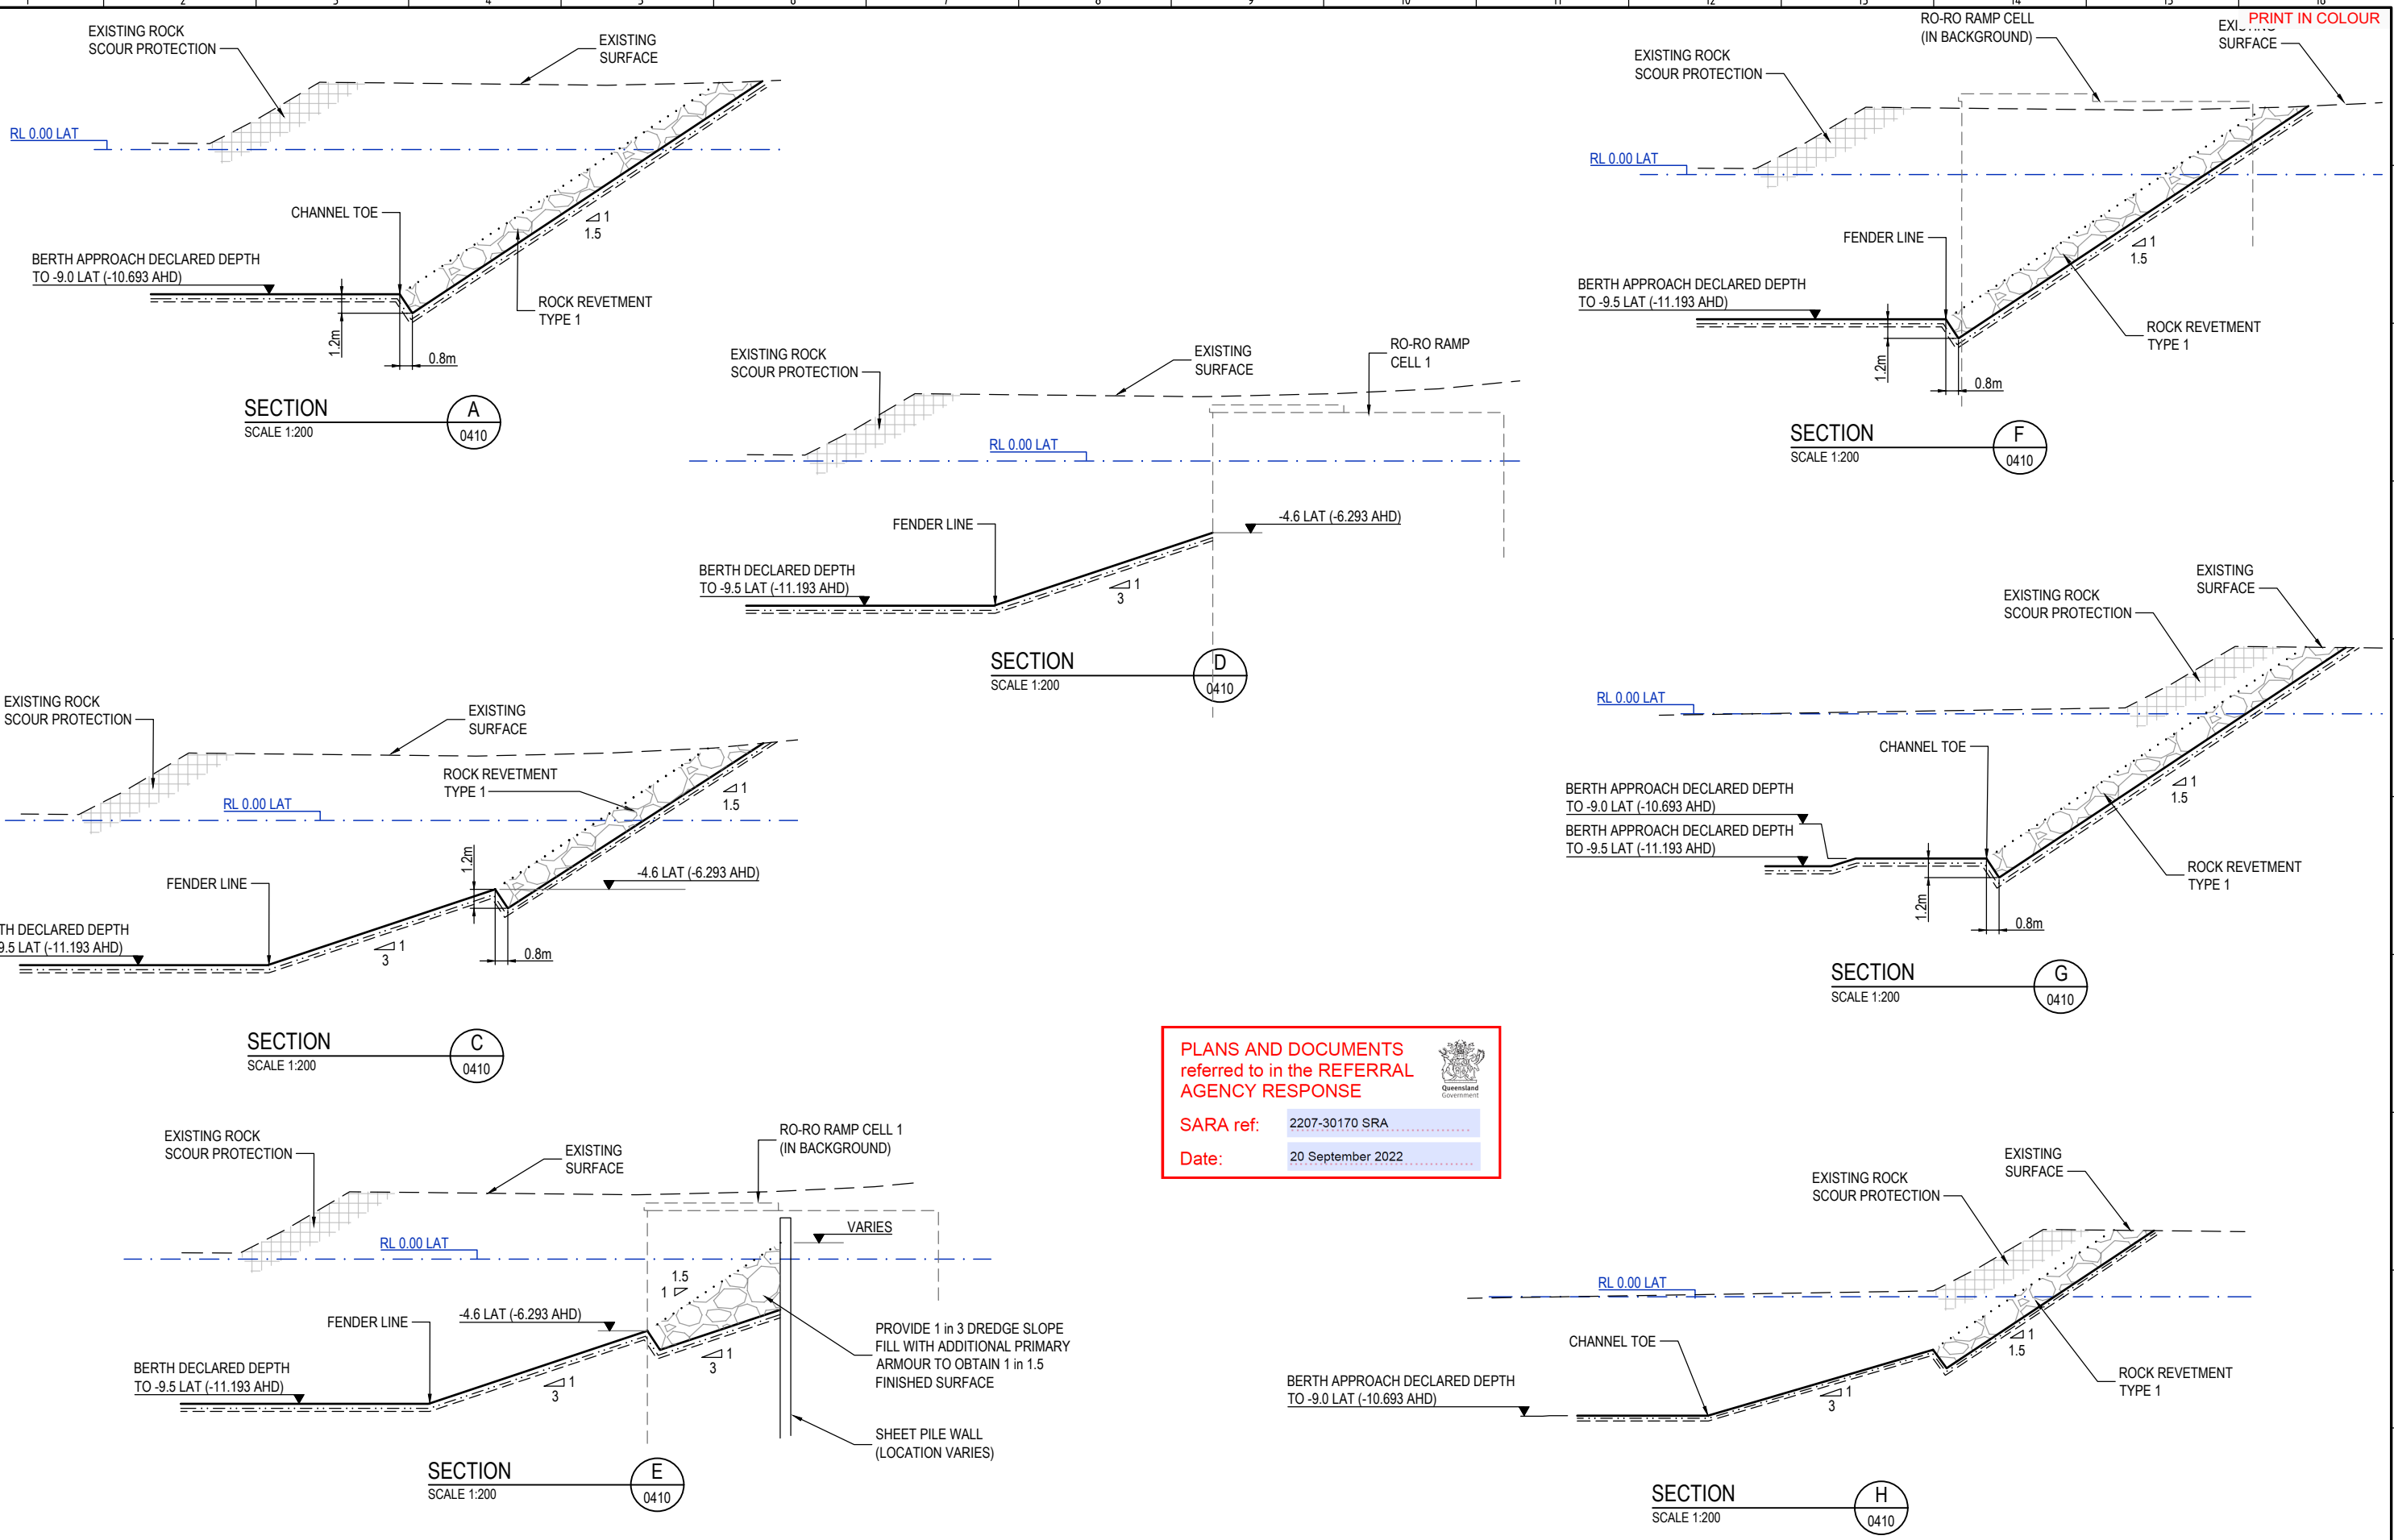 PRINT IN COLOUR
EXISTING ROCK
SCOUR PROTECTION
EXISTING
SURFACE
RL 0.00 LAT
CHANNEL TOE
1
1.5
BERTH APPROACH DECLARED DEPTH
TO -9.0 LAT (-10.693 AHD)
ROCK REVETMENT
TYPE 1
1.2m
0.8m
SECTION
SCALE 1:200
A
0410
EXISTING ROCK
SCOUR PROTECTION
EXISTING
SURFACE
RO-RO RAMP
CELL 1
RL 0.00 LAT
FENDER LINE
-4.6 LAT (-6.293 AHD)
BERTH DECLARED DEPTH
TO -9.5 LAT (-11.193 AHD)
1
3
SECTION
SCALE 1:200
D
0410
RO-RO RAMP CELL
(IN BACKGROUND)
SURFACE
EXISTING ROCK
SCOUR PROTECTION
RL 0.00 LAT
FENDER LINE
1
1.5
BERTH APPROACH DECLARED DEPTH
TO -9.5 LAT (-11.193 AHD)
ROCK REVETMENT
TYPE 1
1.2m
0.8m
SECTION
SCALE 1:200
F
0410
EXISTING ROCK
SCOUR PROTECTION
EXISTING
SURFACE
ROCK REVETMENT
TYPE 1
1
1.5
RL 0.00 LAT
1.2m
FENDER LINE
-4.6 LAT (-6.293 AHD)
TH DECLARED DEPTH
9.5 LAT (-11.193 AHD)
1
3
0.8m
SECTION
SCALE 1:200
C
0410
EXISTING
SURFACE
EXISTING ROCK
SCOUR PROTECTION
RL 0.00 LAT
CHANNEL TOE
1
1.5
BERTH APPROACH DECLARED DEPTH
TO -9.0 LAT (-10.693 AHD)
BERTH APPROACH DECLARED DEPTH
TO -9.5 LAT (-11.193 AHD)
ROCK REVETMENT
TYPE 1
1.2m
0.8m
SECTION
SCALE 1:200
G
0410
PLANS AND DOCUMENTS
referred to in the REFERRAL
AGENCY RESPONSE
Queensland
Government
SARA ref: 2207-30170 SRA
Date: 20 September 2022
EXISTING ROCK
SCOUR PROTECTION
EXISTING
SURFACE
RO-RO RAMP CELL 1
(IN BACKGROUND)
VARIES
RL 0.00 LAT
1.5
1
-4.6 LAT (-6.293 AHD)
FENDER LINE
PROVIDE 1 in 3 DREDGE SLOPE
FILL WITH ADDITIONAL PRIMARY
ARMOUR TO OBTAIN 1 in 1.5
FINISHED SURFACE
1
3
BERTH DECLARED DEPTH
TO -9.5 LAT (-11.193 AHD)
1
3
SHEET PILE WALL
(LOCATION VARIES)
SECTION
SCALE 1:200
E
0410
EXISTING
SURFACE
EXISTING ROCK
SCOUR PROTECTION
RL 0.00 LAT
CHANNEL TOE
1
1.5
ROCK REVETMENT
TYPE 1
BERTH APPROACH DECLARED DEPTH
TO -9.0 LAT (-10.693 AHD)
1
3
SECTION
SCALE 1:200
H
0410